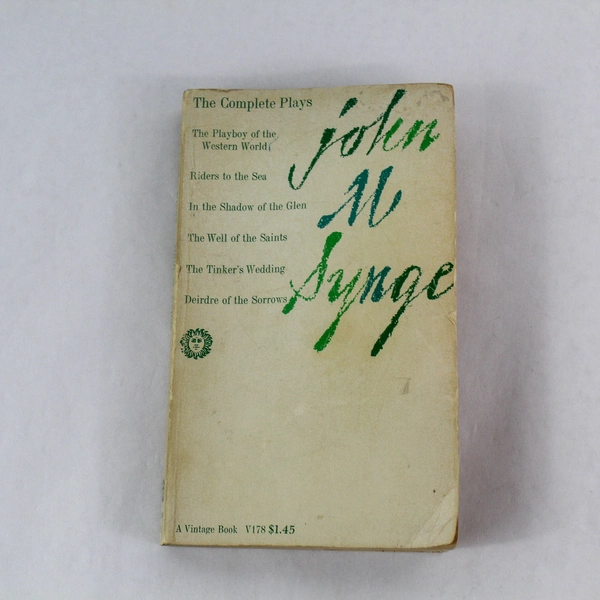 The Complete Plays
The Playboy of the
Western World
Riders to the Sea
In the Shadow of the Glen
The Well of the Saints
The Tinker's Wedding
Deirdre of the Sorrows
john
M
Synge
A Vintage Book V178 $1.45